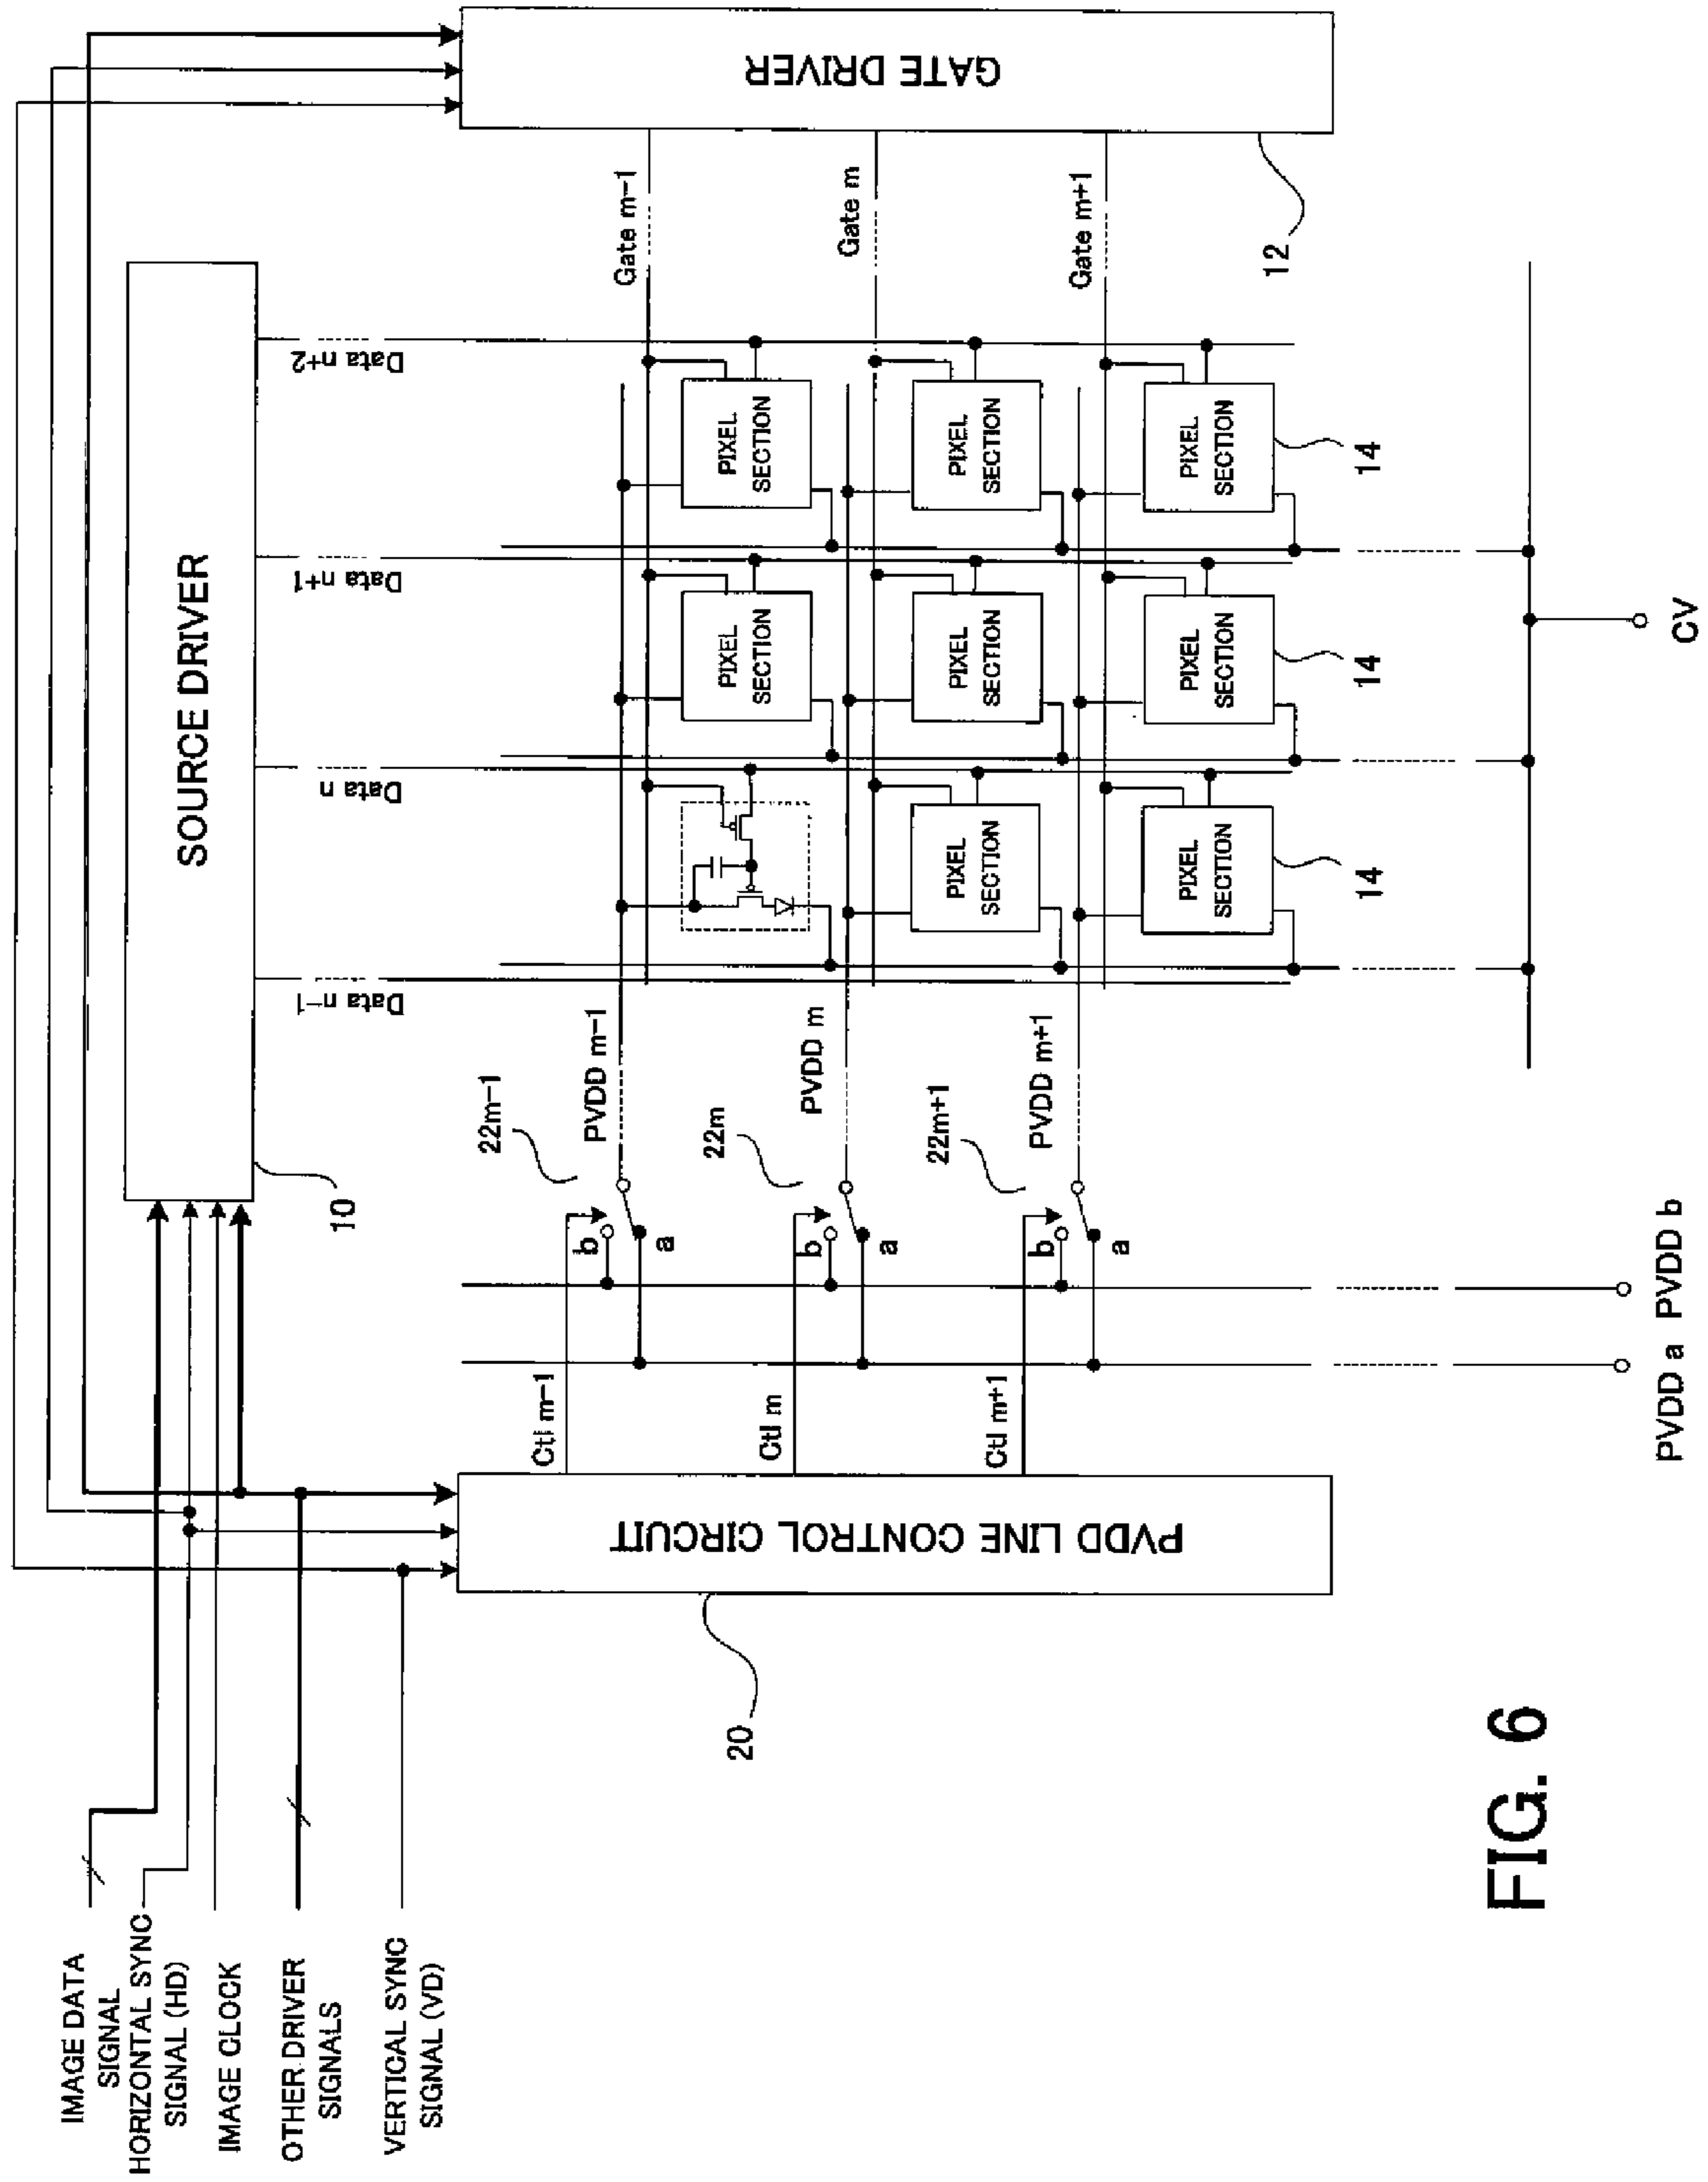 IMAGE DATA
SIGNAL
HORIZONTAL SYNC
SIGNAL (HD)
IMAGE CLOCK
OTHER DRIVER
SIGNALS
VERTICAL SYNC
SIGNAL (VD)
SOURCE DRIVER
10
Data n-1
Data n
Data n+1
Data n+2
GATE DRIVER
12
Gate m-1
Gate m
Gate m+1
PVDD LINE CONTROL CIRCUIT
20
Ctl m-1
Ctl m
Ctl m+1
22m-1
22m
22m+1
b
a
b
a
b
a
PVDD m-1
PVDD m
PVDD m+1
PIXEL
SECTION
PIXEL
SECTION
PIXEL
SECTION
PIXEL
SECTION
PIXEL
SECTION
PIXEL
SECTION
PIXEL
SECTION
PIXEL
SECTION
14
14
14
PVDD a
PVDD b
CV
FIG. 6